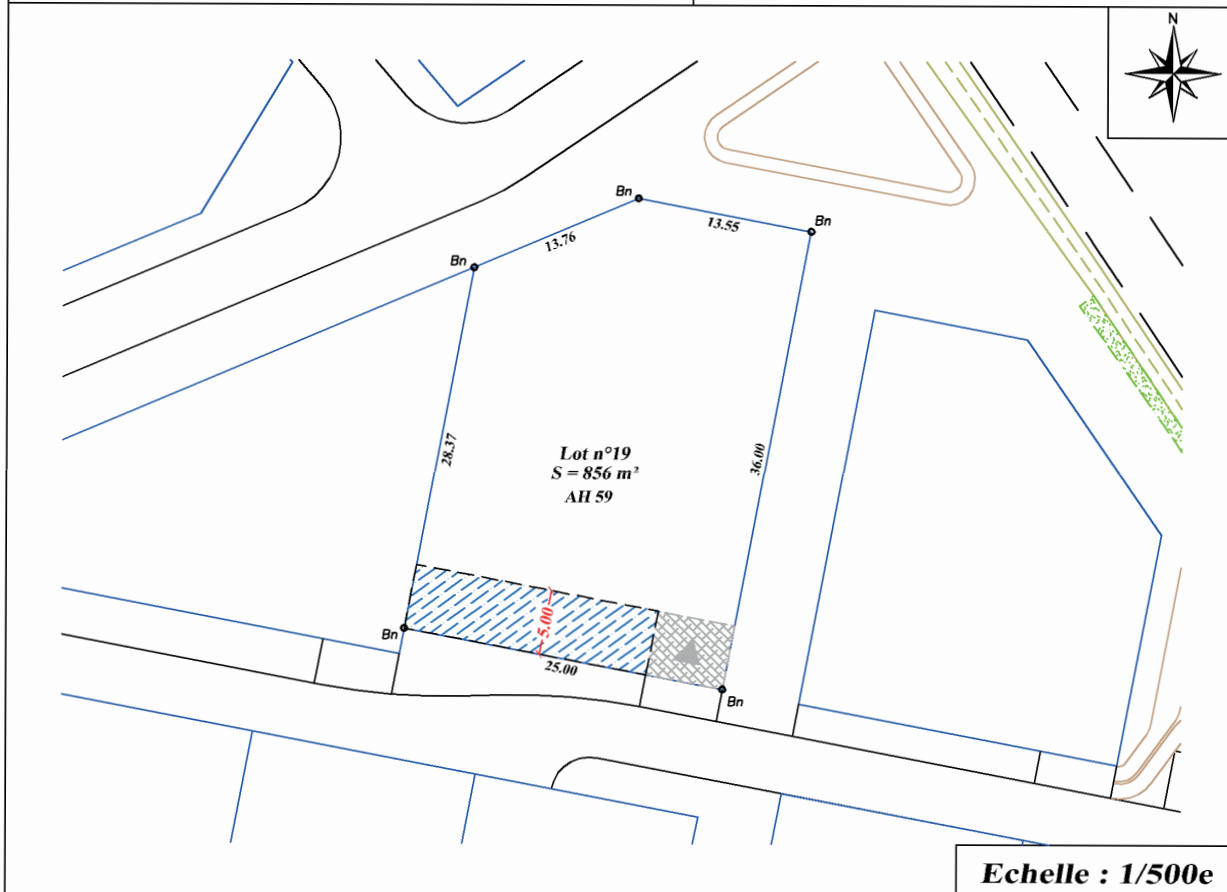 N
Bn
Bn
13.55
13.76
Bn
28.37
36.00
Lot n°19
S = 856 m²
AH 59
5.00
Bn
25.00
Bn
Echelle : 1/500e